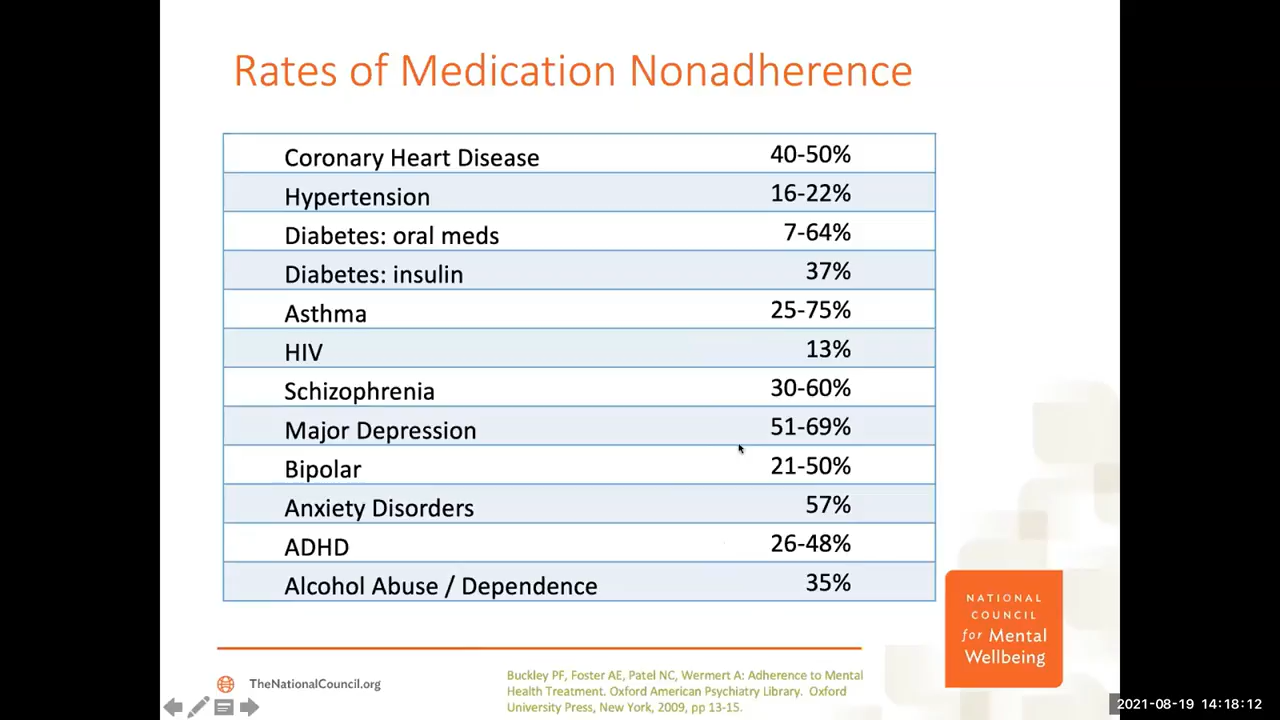 Rates of Medication Nonadherence
Coronary Heart Disease 40-50%
Hypertension 16-22%
Diabetes: oral meds 7-64%
Diabetes: insulin 37%
Asthma 25-75%
HIV 13%
Schizophrenia 30-60%
Major Depression 51-69%
Bipolar 21-50%
Anxiety Disorders 57%
ADHD 26-48%
Alcohol Abuse / Dependence 35%
NATIONAL
COUNCIL
for Mental
Wellbeing
TheNationalCouncil.org
Buckley PF, Foster AE, Patel NC, Wermert A: Adherence to Mental
Health Treatment. Oxford American Psychiatry Library. Oxford
University Press, New York, 2009, pp 13-15.
2021-08-19 14:18:12